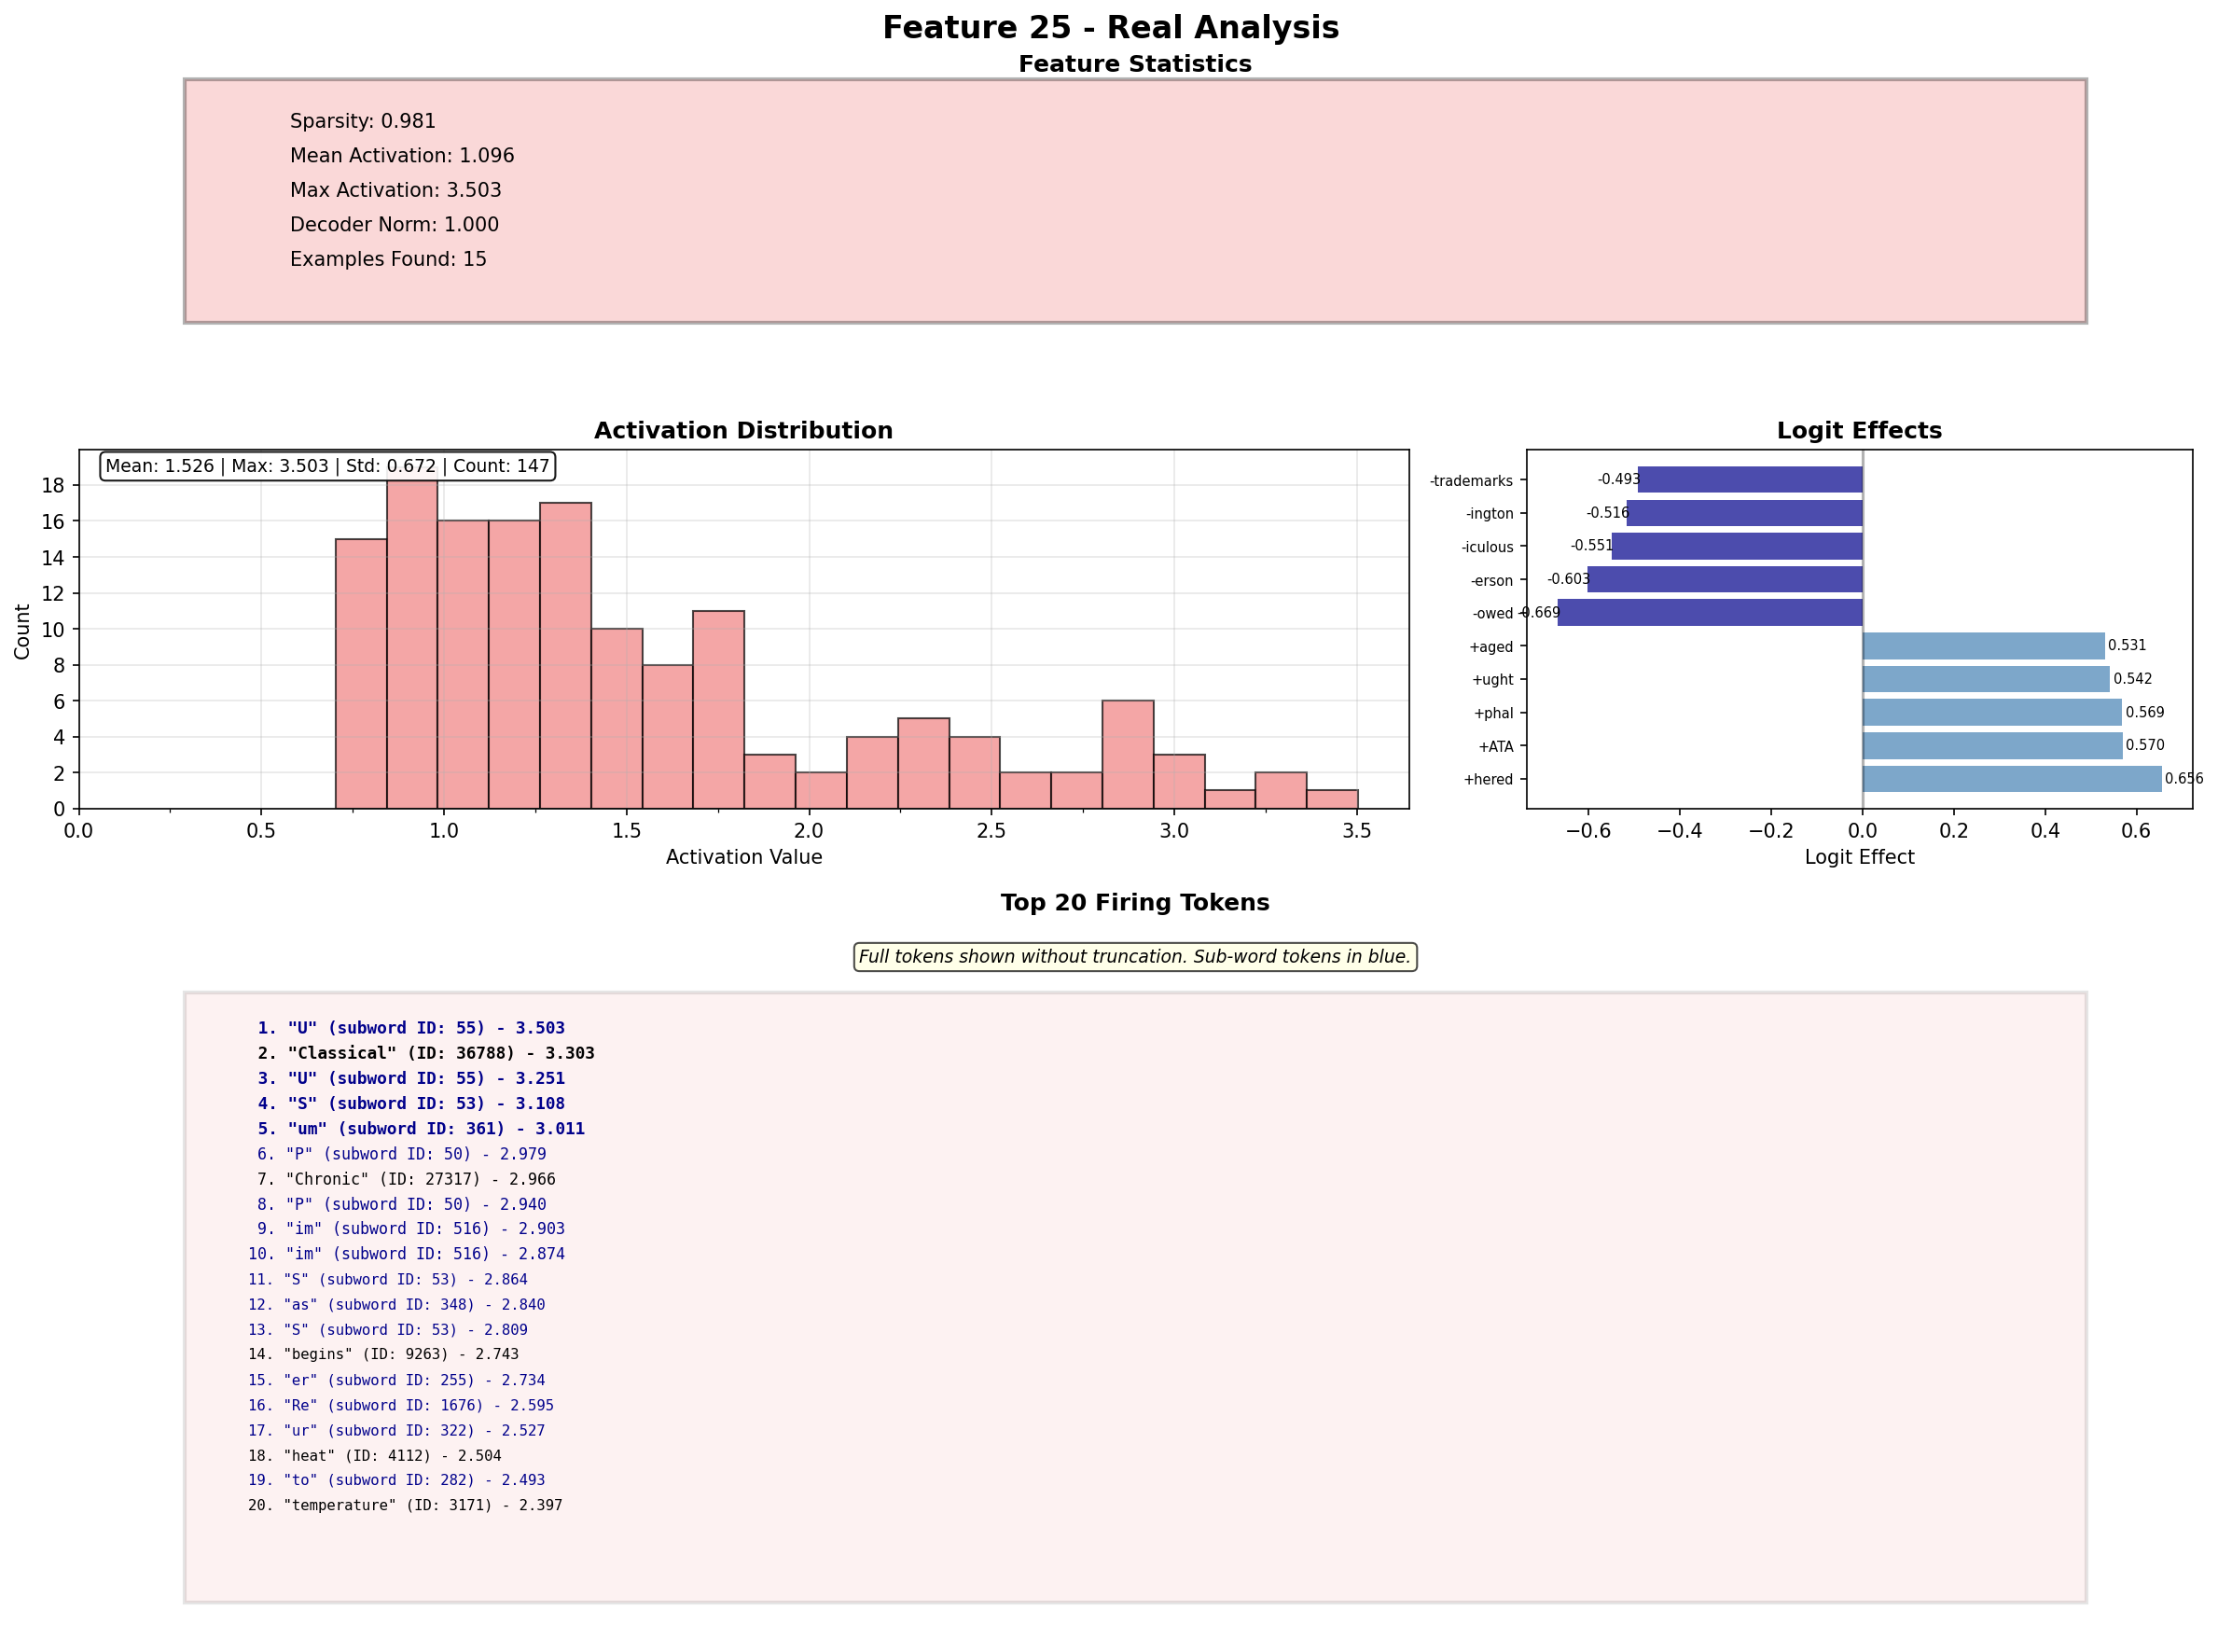 Feature 25 - Real Analysis
Feature Statistics
Sparsity: 0.981
Mean Activation: 1.096
Max Activation: 3.503
Decoder Norm: 1.000
Examples Found: 15
Activation Distribution
Mean: 1.526 | Max: 3.503 | Std: 0.672 | Count: 147
Count
18
16
14
12
10
8
6
4
2
0
0.0 0.5 1.0 1.5 2.0 2.5 3.0 3.5
Activation Value
Logit Effects
-trademarks -0.493
-ington -0.516
-iculous -0.551
-erson -0.603
-owed -0.669
+aged 0.531
+ught 0.542
+phal 0.569
+ATA 0.570
+hered 0.656
−0.6 −0.4 −0.2 0.0 0.2 0.4 0.6
Logit Effect
Top 20 Firing Tokens
Full tokens shown without truncation. Sub-word tokens in blue.
1. "U" (subword ID: 55) - 3.503
2. "Classical" (ID: 36788) - 3.303
3. "U" (subword ID: 55) - 3.251
4. "S" (subword ID: 53) - 3.108
5. "um" (subword ID: 361) - 3.011
6. "P" (subword ID: 50) - 2.979
7. "Chronic" (ID: 27317) - 2.966
8. "P" (subword ID: 50) - 2.940
9. "im" (subword ID: 516) - 2.903
10. "im" (subword ID: 516) - 2.874
11. "S" (subword ID: 53) - 2.864
12. "as" (subword ID: 348) - 2.840
13. "S" (subword ID: 53) - 2.809
14. "begins" (ID: 9263) - 2.743
15. "er" (subword ID: 255) - 2.734
16. "Re" (subword ID: 1676) - 2.595
17. "ur" (subword ID: 322) - 2.527
18. "heat" (ID: 4112) - 2.504
19. "to" (subword ID: 282) - 2.493
20. "temperature" (ID: 3171) - 2.397